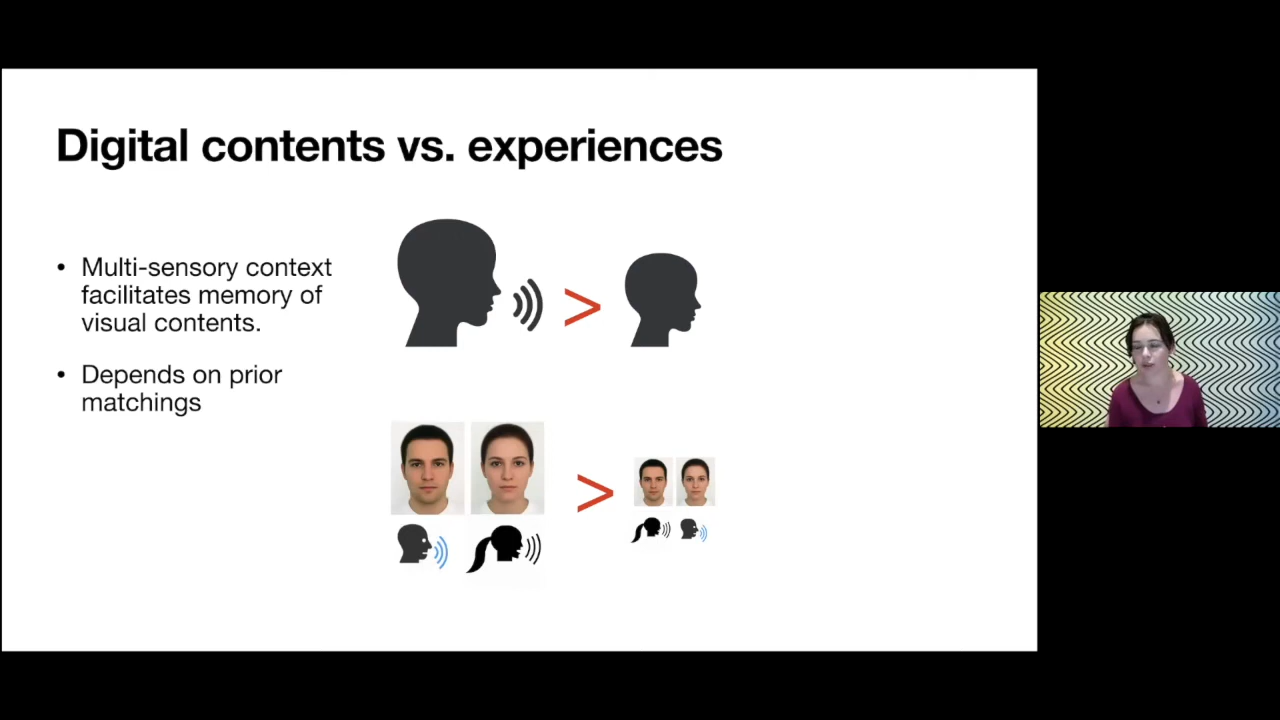 Digital contents vs. experiences
• Multi-sensory context
facilitates memory of
visual contents.
>
• Depends on prior
matchings
>